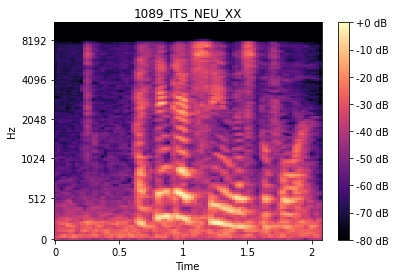 1089_ITS_NEU_XX
+0 dB
8192
-10 dB
4096
-20 dB
-30 dB
2048
-40 dB
Hz
1024
-50 dB
512
-60 dB
-70 dB
0
-80 dB
0 0.5 1 1.5 2
Time